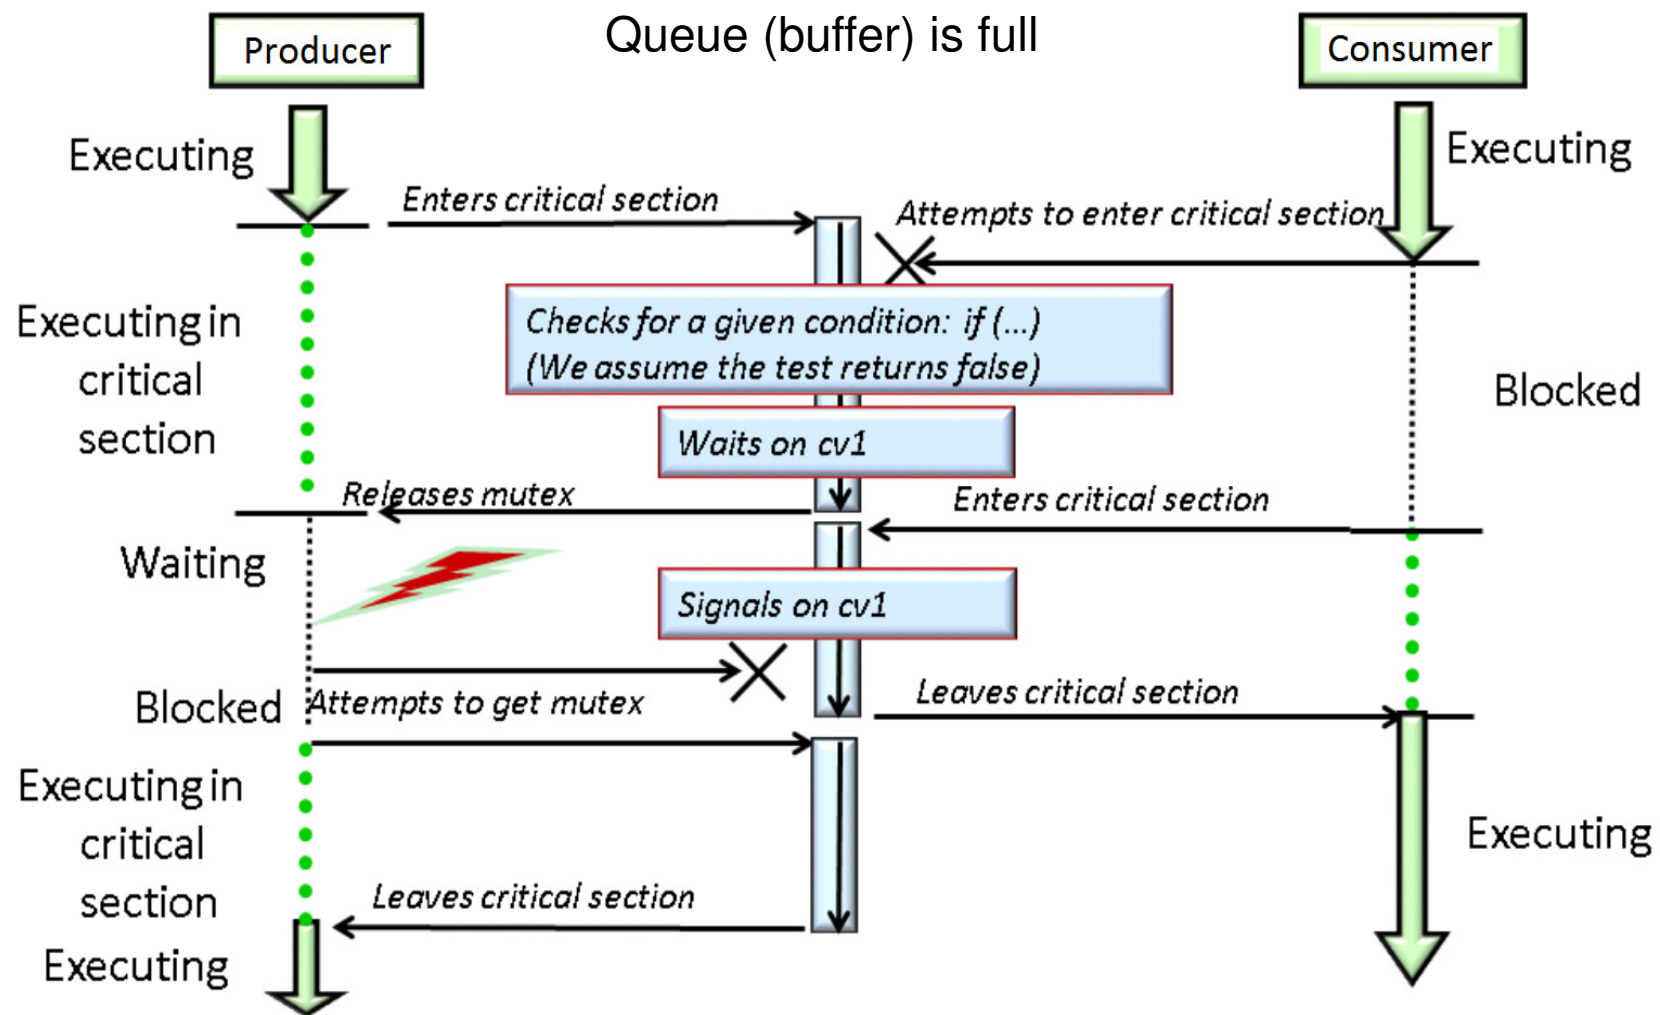 Queue (buffer) is full
Producer
Consumer
Executing
Executing
Enters critical section
Attempts to enter critical section
Checks for a given condition: if (...)
(We assume the test returns false)
Executing in
critical
section
Blocked
Waits on cv1
Releases mutex
Enters critical section
Waiting
Signals on cv1
Attempts to get mutex
Blocked
Leaves critical section
Executing in
critical
section
Executing
Leaves critical section
Executing